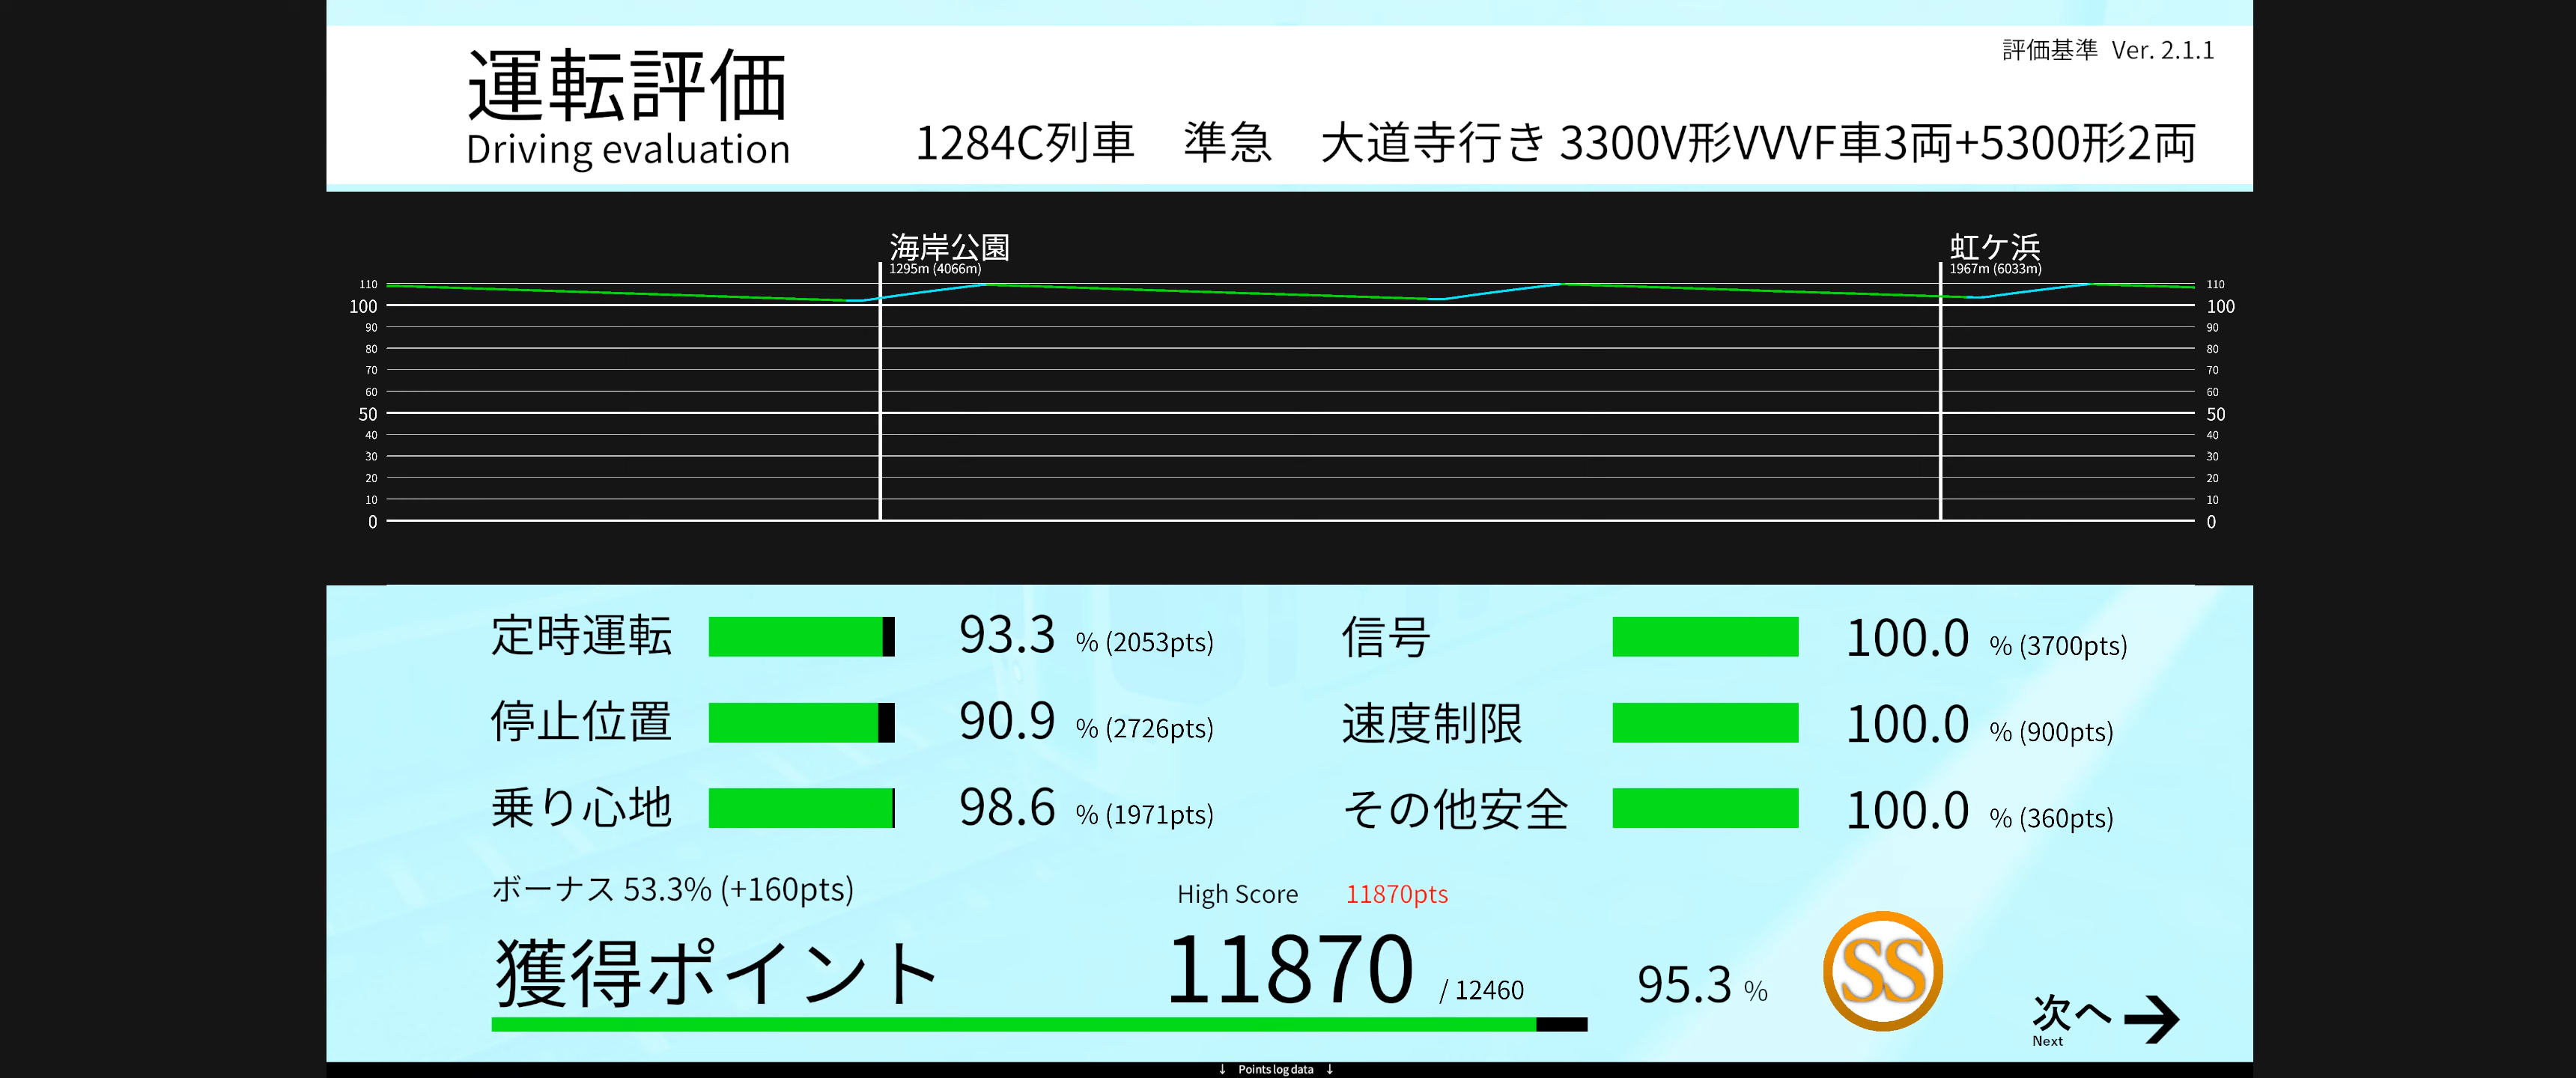 評価基準 Ver. 2.1.1
運転評価
Driving evaluation
1284C列車 準急 大道寺行き 3300V形VVVF車3両+5300形2両
海岸公園
1295m (4066m)
虹ケ浜
1967m (6033m)
110 110
100 100
90 90
80 80
70 70
60 60
50 50
40 40
30 30
20 20
10 10
0 0
定時運転 93.3 % (2053pts)
信号 100.0 % (3700pts)
停止位置 90.9 % (2726pts)
速度制限 100.0 % (900pts)
乗り心地 98.6 % (1971pts)
その他安全 100.0 % (360pts)
ボーナス 53.3% (+160pts)
High Score 11870pts
獲得ポイント 11870 / 12460 95.3 % SS
次へ
Next
↓ Points log data ↓